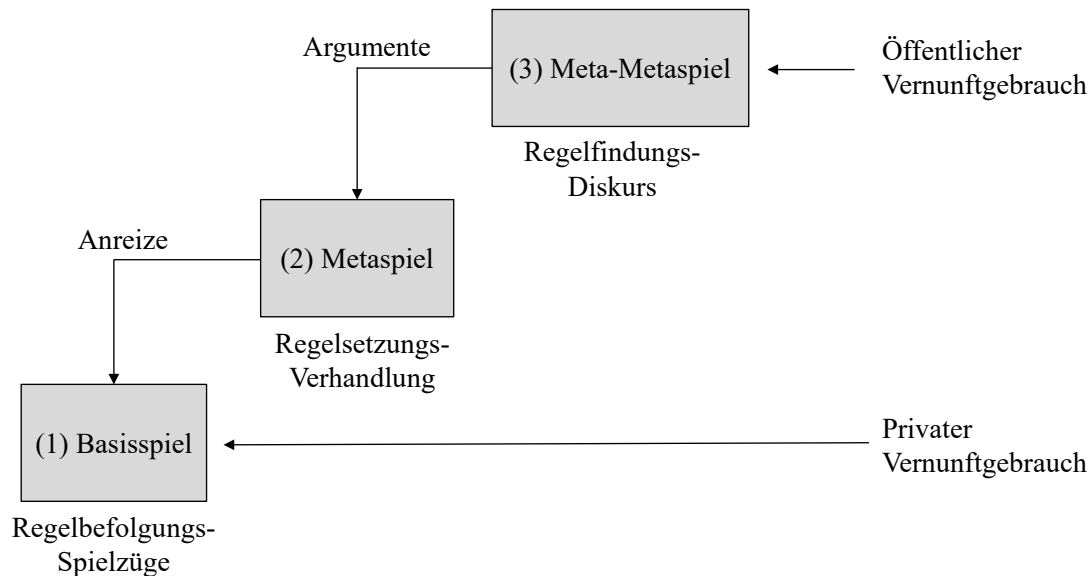 Argumente
(3) Meta-Metaspiel
Öffentlicher
Vernunftgebrauch
Regelfindungs-
Diskurs
Anreize
(2) Metaspiel
Regelsetzungs-
Verhandlung
(1) Basisspiel
Privater
Vernunftgebrauch
Regelbefolgungs-
Spielzüge